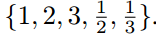 {1, 2, 3, 1/2, 1/3}.